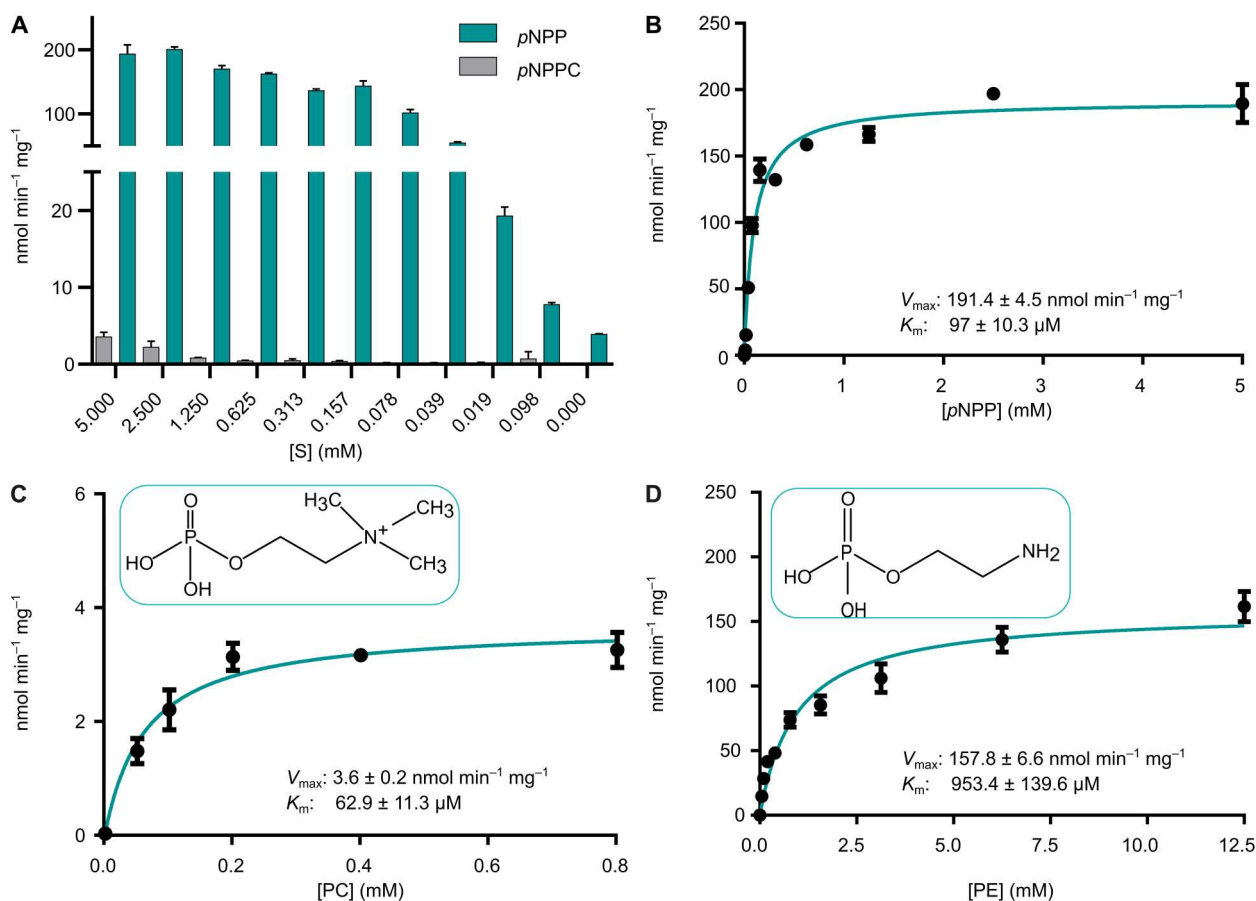 A
pNPP
pNPPC
200
100
20
10
0
nmol min⁻¹ mg⁻¹
5.000
2.500
1.250
0.625
0.313
0.157
0.078
0.039
0.019
0.098
0.000
[S] (mM)
B
250
200
150
100
50
0
nmol min⁻¹ mg⁻¹
Vmax: 191.4 ± 4.5 nmol min⁻¹ mg⁻¹
Km: 97 ± 10.3 µM
0 1 2 3 4 5
[pNPP] (mM)
C
6
4
2
0
nmol min⁻¹ mg⁻¹
O
H3C
HO P O N+ CH3
OH CH3
Vmax: 3.6 ± 0.2 nmol min⁻¹ mg⁻¹
Km: 62.9 ± 11.3 µM
0.0 0.2 0.4 0.6 0.8
[PC] (mM)
D
250
200
150
100
50
0
nmol min⁻¹ mg⁻¹
O
NH2
HO P O
OH
Vmax: 157.8 ± 6.6 nmol min⁻¹ mg⁻¹
Km: 953.4 ± 139.6 µM
0.0 2.5 5.0 7.5 10.0 12.5
[PE] (mM)